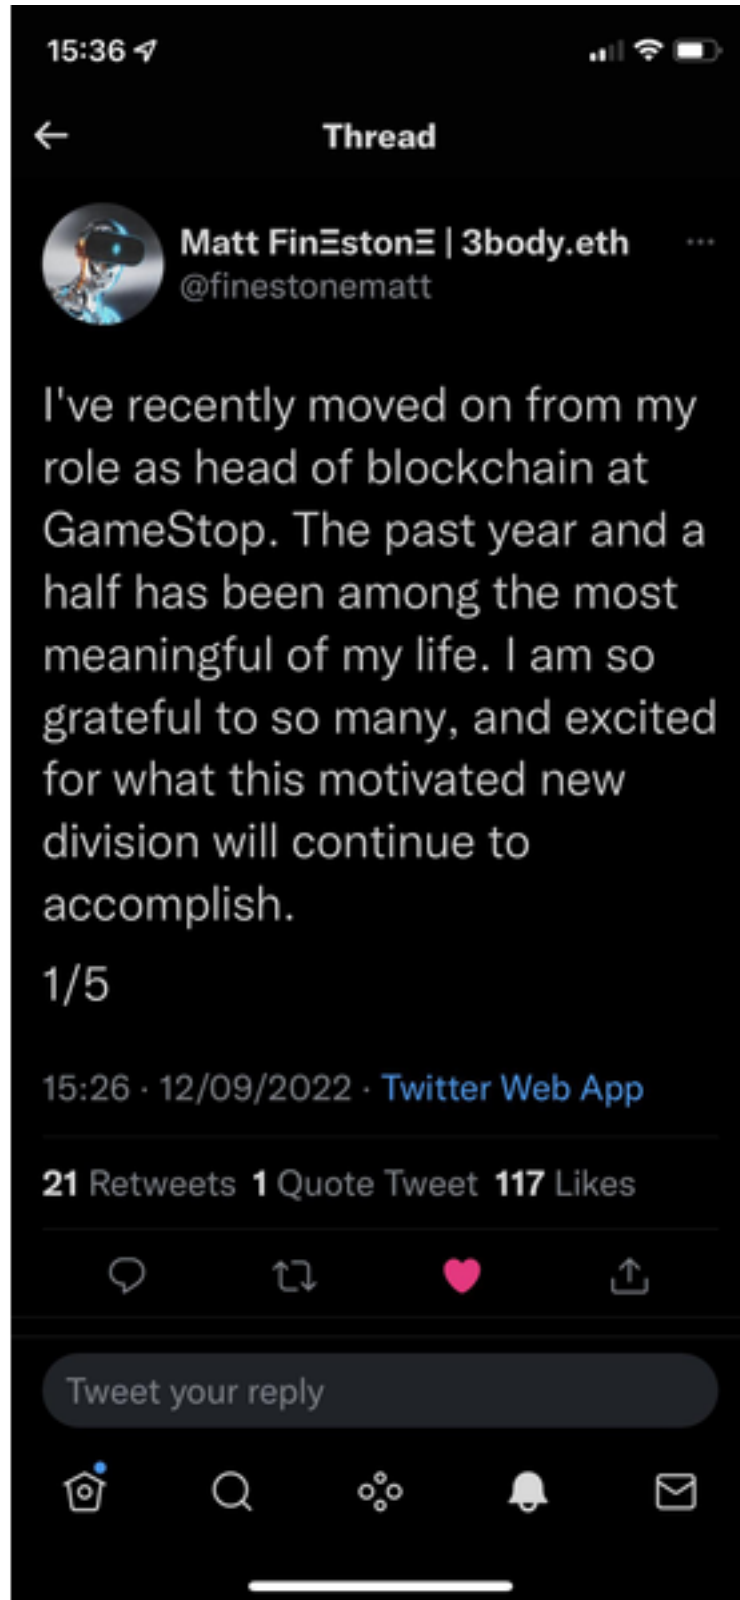 15:36
Thread
Matt FinΞstonΞ | 3body.eth
@finestonematt
I've recently moved on from my
role as head of blockchain at
GameStop. The past year and a
half has been among the most
meaningful of my life. I am so
grateful to so many, and excited
for what this motivated new
division will continue to
accomplish.
1/5
15:26 · 12/09/2022 · Twitter Web App
21 Retweets 1 Quote Tweet 117 Likes
Tweet your reply